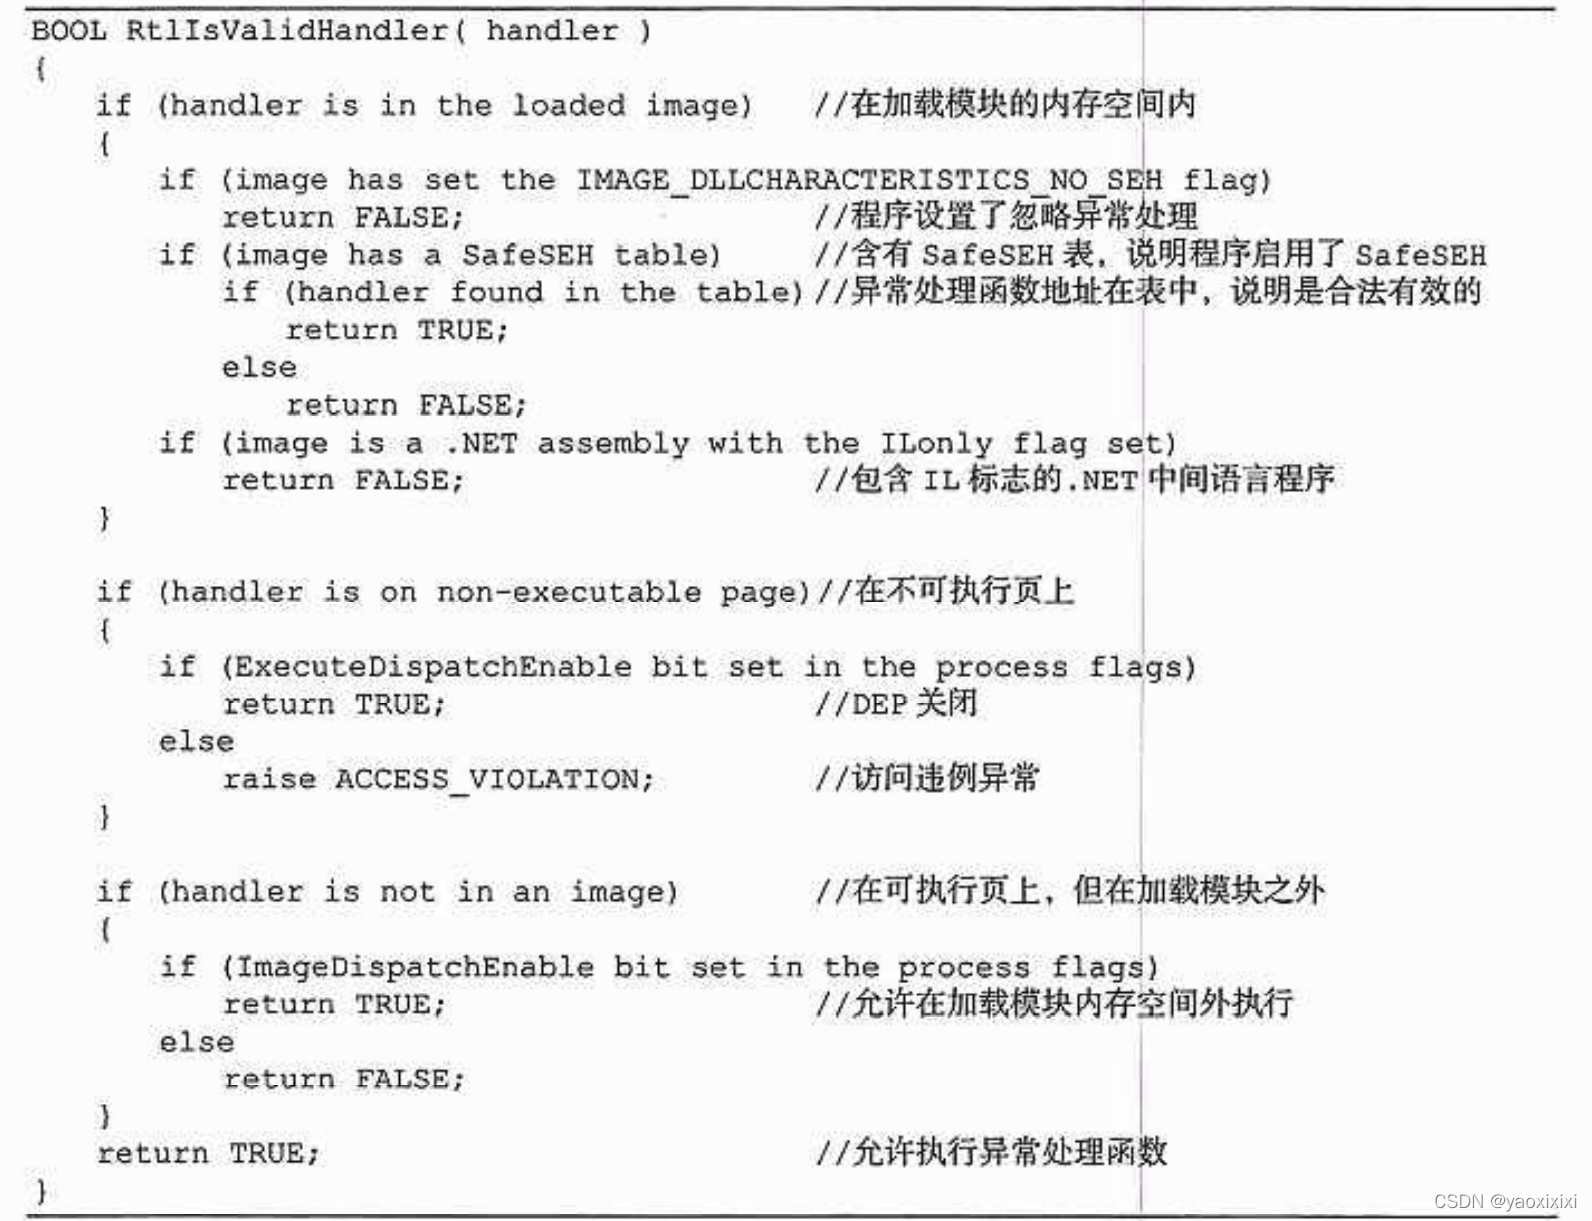 BOOL RtlIsValidHandler( handler )
{
if (handler is in the loaded image) //在加载模块的内存空间内
{
if (image has set the IMAGE_DLLCHARACTERISTICS_NO_SEH flag)
return FALSE; //程序设置了忽略异常处理
if (image has a SafeSEH table) //含有 SafeSEH 表，说明程序启用了 SafeSEH
if (handler found in the table) //异常处理函数地址在表中，说明是合法有效的
return TRUE;
else
return FALSE;
if (image is a .NET assembly with the ILonly flag set)
return FALSE; //包含 IL 标志的.NET 中间语言程序
}
if (handler is on non-executable page) //在不可执行页上
{
if (ExecuteDispatchEnable bit set in the process flags)
return TRUE; //DEP 关闭
else
raise ACCESS_VIOLATION; //访问违例异常
}
if (handler is not in an image) //在可执行页上，但在加载模块之外
{
if (ImageDispatchEnable bit set in the process flags)
return TRUE; //允许在加载模块内存空间外执行
else
return FALSE;
}
return TRUE; //允许执行异常处理函数
}
CSDN @yaoxixixi